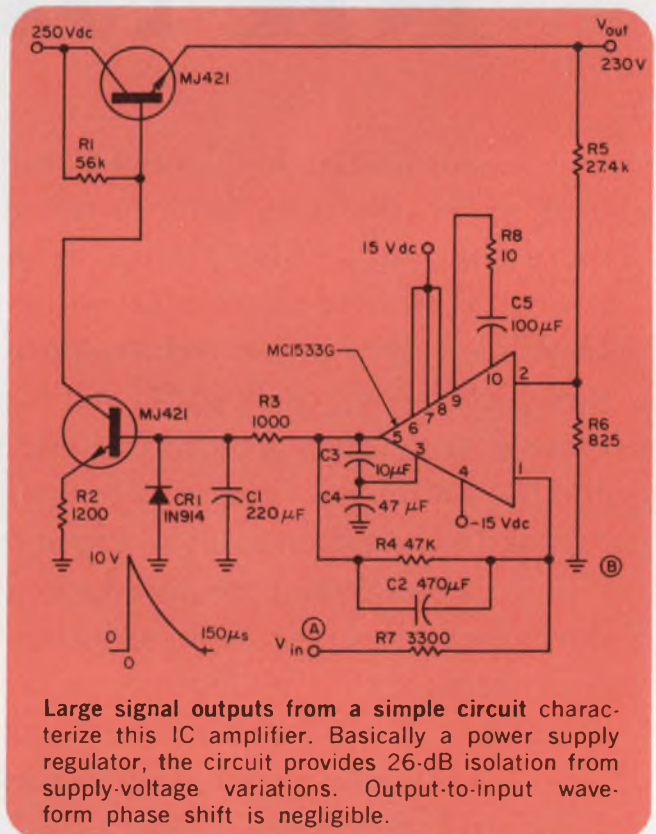 250Vdc
MJ421
Vout
230V
R1
56k
R5
27.4k
15 Vdc
R8
10
C5
100μF
MC1533G
6
7
8
9
10
2
MJ421
R3
1000
5
3
4
1
C3
10μF
C4
47 μF
R6
825
R2
1200
CR1
1N914
C1
220μF
-15 Vdc
R4 47K
B
10V
C2 470μF
0
0
150μs
A
Vin
R7 3300
Large signal outputs from a simple circuit charac-
terize this IC amplifier. Basically a power supply
regulator, the circuit provides 26-dB isolation from
supply-voltage variations. Output-to-input wave-
form phase shift is negligible.